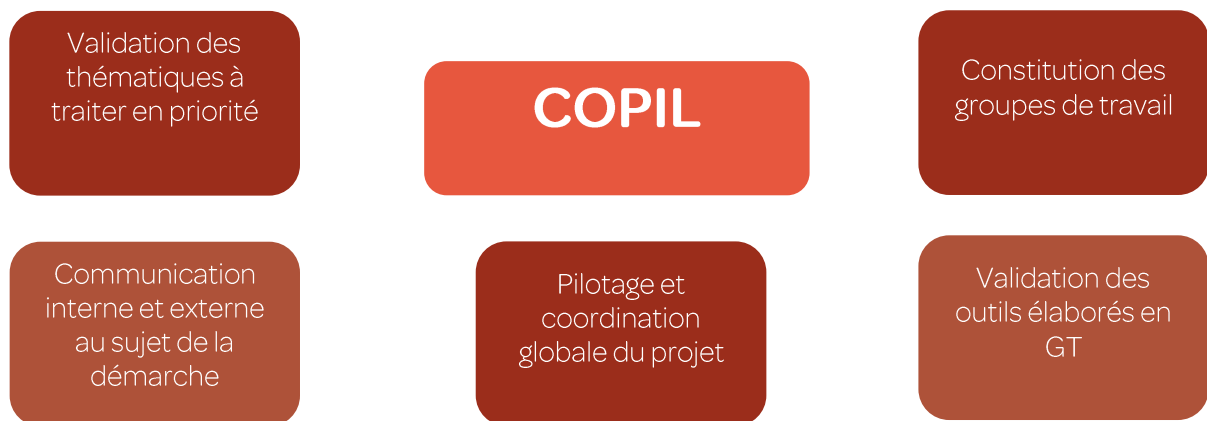 Validation des
thématiques à
traiter en priorité
COPIL
Constitution des
groupes de travail
Communication
interne et externe
au sujet de la
démarche
Pilotage et
coordination
globale du projet
Validation des
outils élaborés en
GT